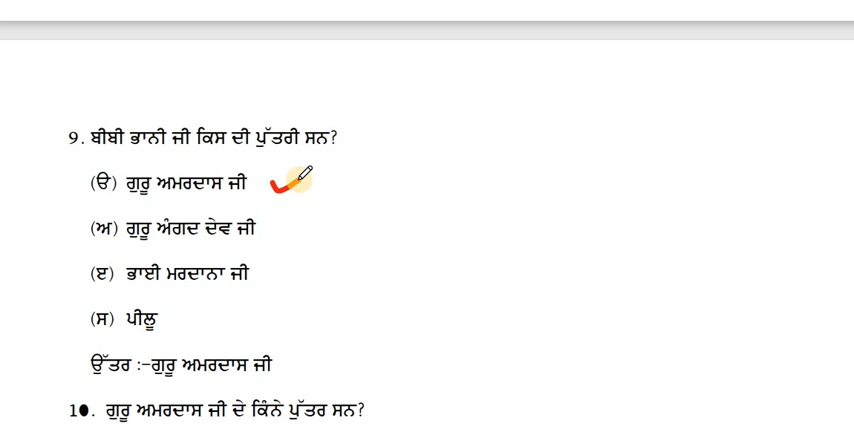 9. ਬੀਬੀ ਭਾਨੀ ਜੀ ਕਿਸ ਦੀ ਪੁੱਤਰੀ ਸਨ?
(ੳ) ਗੁਰੂ ਅਮਰਦਾਸ ਜੀ
(ਅ) ਗੁਰੂ ਅੰਗਦ ਦੇਵ ਜੀ
(ੲ) ਭਾਈ ਮਰਦਾਨਾ ਜੀ
(ਸ) ਪੀਲੂ
ਉੱਤਰ :-ਗੁਰੂ ਅਮਰਦਾਸ ਜੀ
10. ਗੁਰੂ ਅਮਰਦਾਸ ਜੀ ਦੇ ਕਿੰਨੇ ਪੁੱਤਰ ਸਨ?